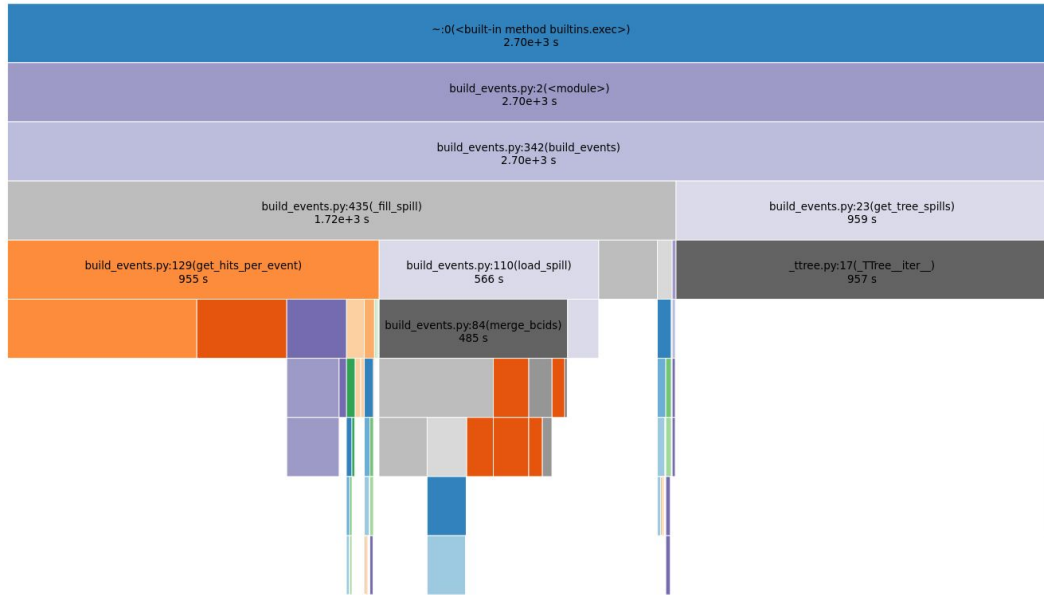 ~:0(<built-in method builtins.exec>)
2.70e+3 s
build_events.py:2(<module>)
2.70e+3 s
build_events.py:342(build_events)
2.70e+3 s
build_events.py:435(_fill_spill)
1.72e+3 s
build_events.py:23(get_tree_spills)
959 s
build_events.py:129(get_hits_per_event)
955 s
build_events.py:110(load_spill)
566 s
_ttree.py:17(_TTree__iter__)
957 s
build_events.py:84(merge_bcids)
485 s